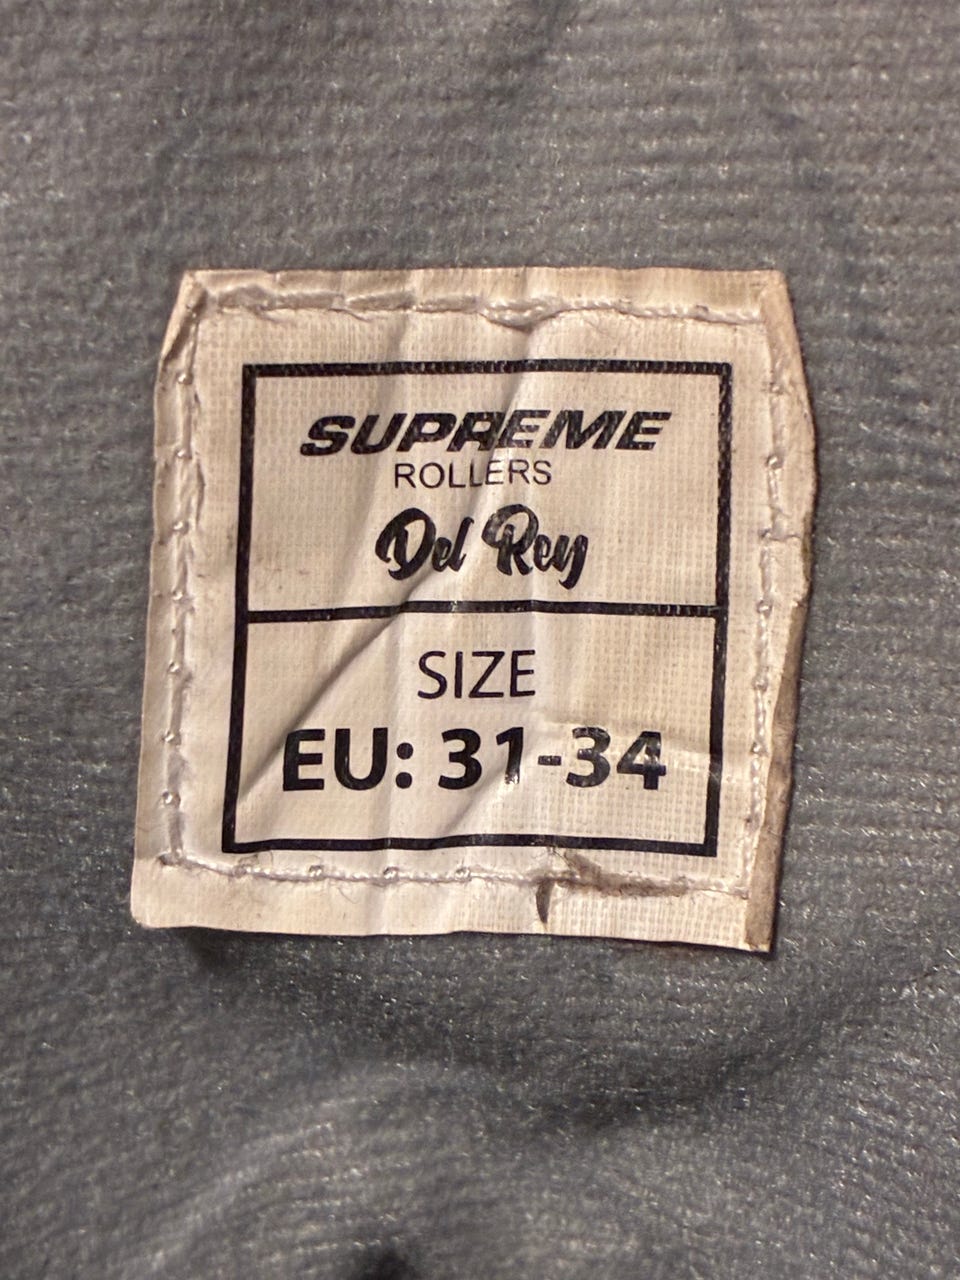 SUPREME
ROLLERS
Del Rey
SIZE
EU: 31-34